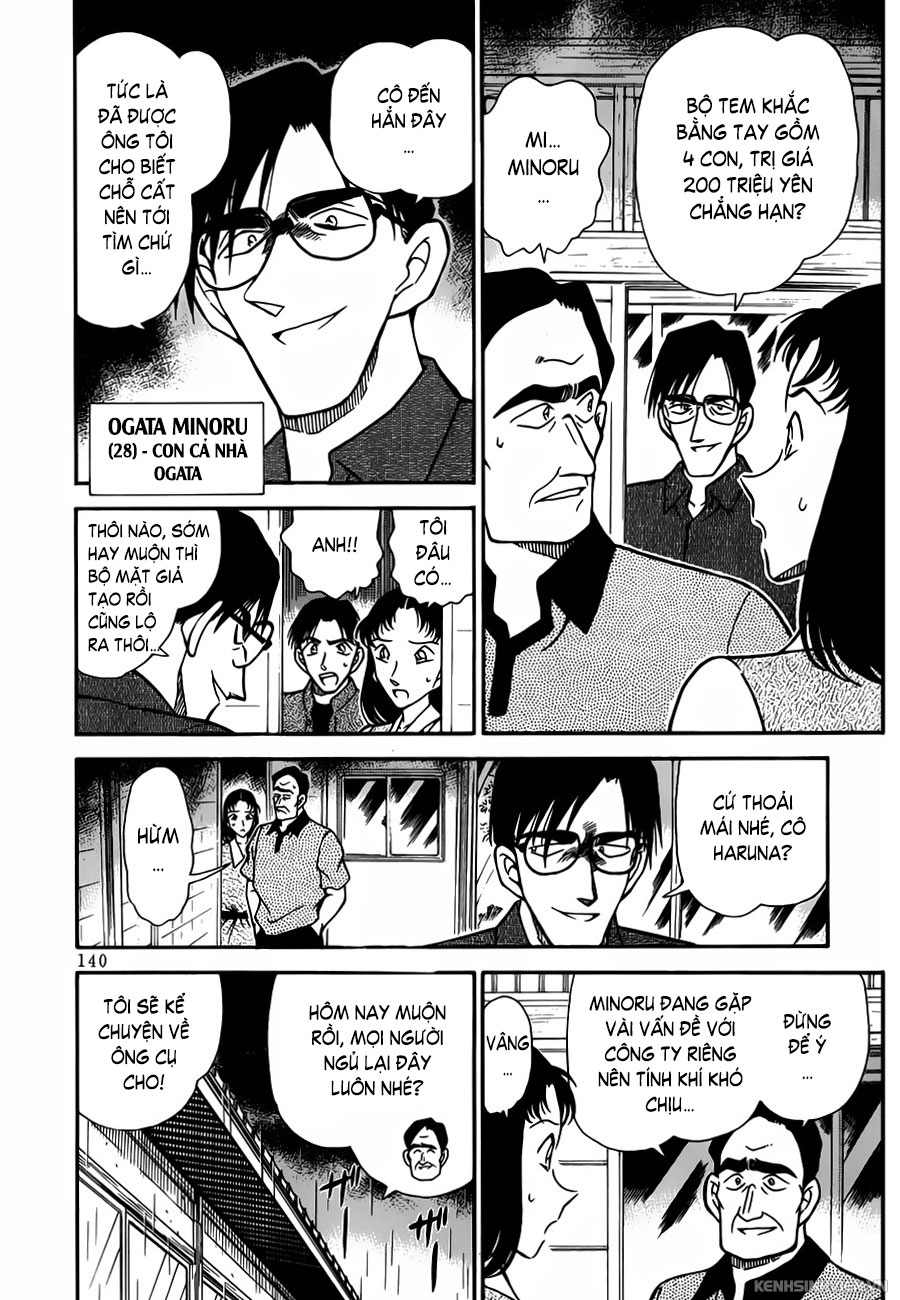 BỘ TEM KHẮC
BẰNG TAY GỒM
4 CON, TRỊ GIÁ
200 TRIỆU YÊN
CHẲNG HẠN?
MI...
MINORU
...
CÔ ĐẾN
HẲN ĐÂY
...
TỨC LÀ
ĐÃ ĐƯỢC
ÔNG TÔI
CHO BIẾT
CHỖ CẤT
NÊN TỚI
TÌM CHỨ
GÌ...
OGATA MINORU
(28) - CON CẢ NHÀ
OGATA
TÔI
ĐÂU
CÓ...
ANH!!
THÔI NÀO, SỚM
HAY MUỘN THÌ
BỘ MẶT GIẢ
TẠO RỒI
CŨNG LỘ
RA THÔI...
CỨ THOẢI
MÁI NHÉ, CÔ
HARUNA?
HỪM
...
140
ĐỪNG
ĐỂ Ý
...
MINORU ĐANG GẶP
VÀI VẤN ĐỀ VỚI
CÔNG TY RIÊNG
NÊN TÍNH KHÍ KHÓ
CHỊU...
VÂNG
...
HÔM NAY MUỘN
RỒI, MỌI NGƯỜI
NGỦ LẠI ĐÂY
LUÔN NHÉ?
TÔI SẼ KỂ
CHUYỆN VỀ
ÔNG CỤ
CHO!